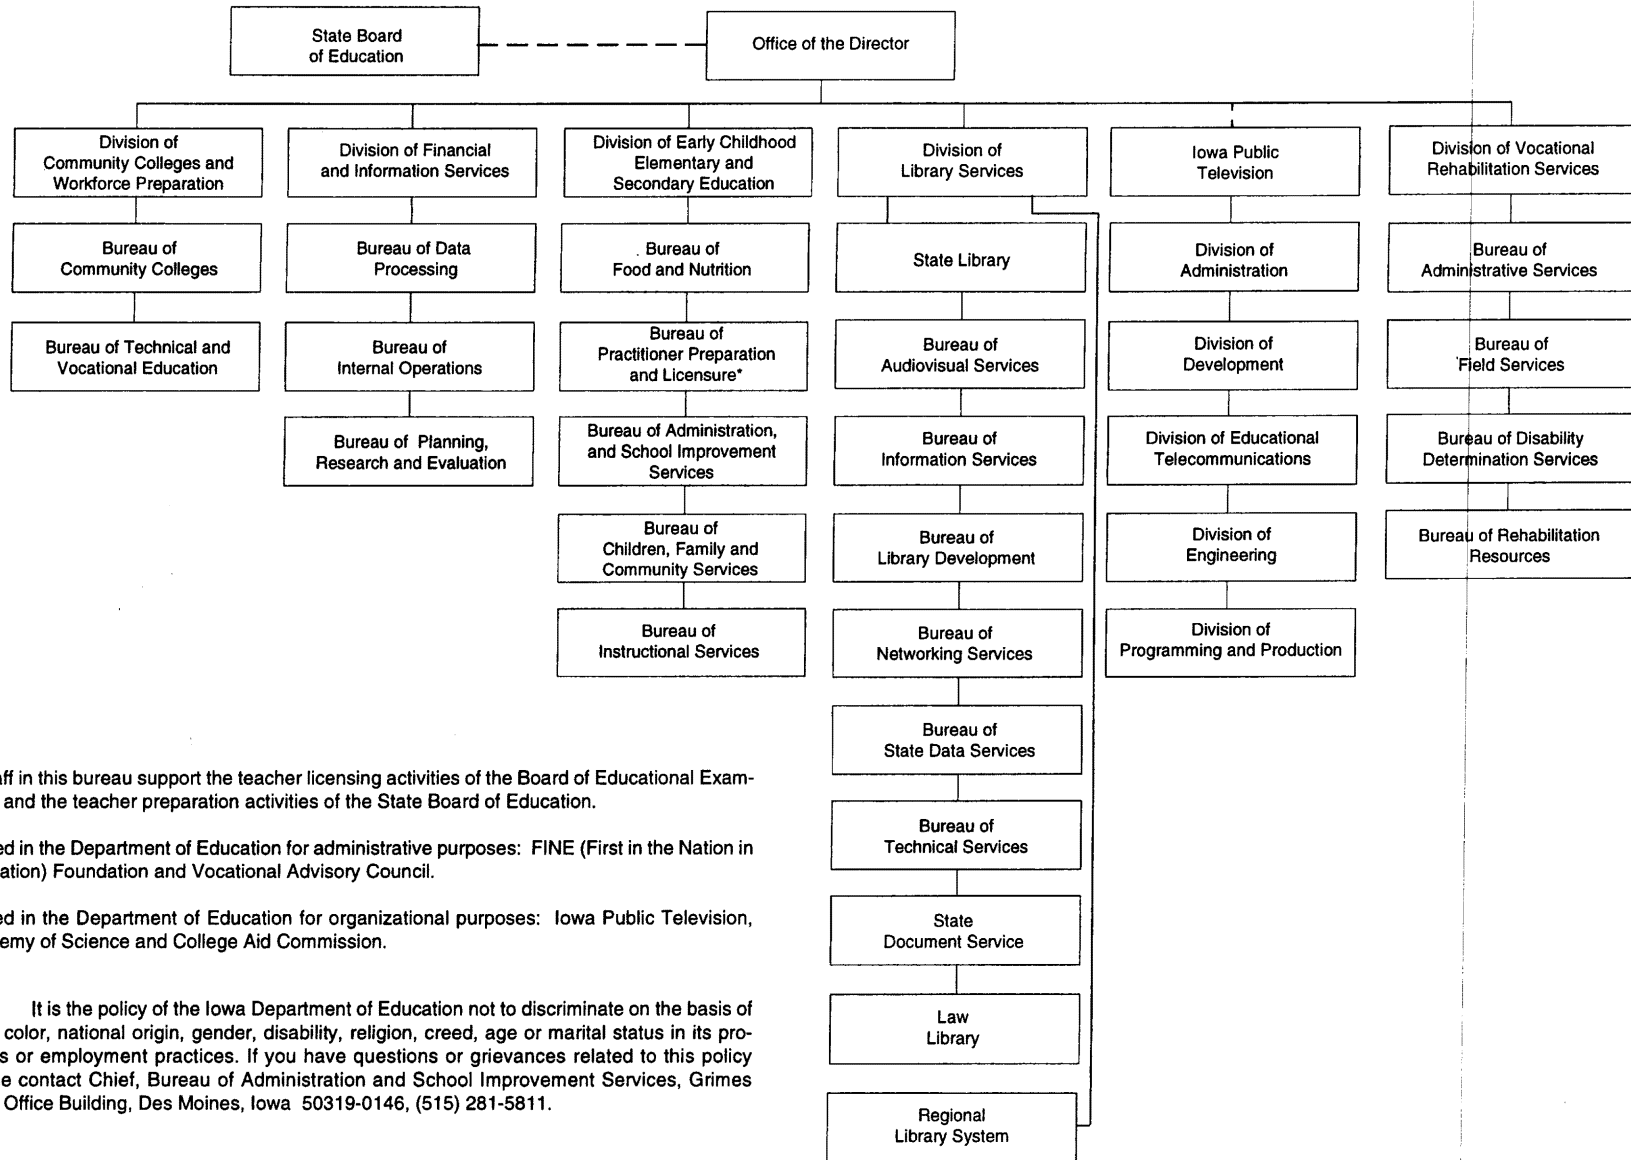 State Board
of Education
Office of the Director
Division of
Community Colleges and
Workforce Preparation
Bureau of
Community Colleges
Bureau of Technical and
Vocational Education
Division of Financial
and Information Services
Bureau of Data
Processing
Bureau of
Internal Operations
Bureau of Planning,
Research and Evaluation
Division of Early Childhood
Elementary and
Secondary Education
Bureau of
Food and Nutrition
Bureau of
Practitioner Preparation
and Licensure*
Bureau of Administration,
and School Improvement
Services
Bureau of
Children, Family and
Community Services
Bureau of
Instructional Services
Division of
Library Services
State Library
Bureau of
Audiovisual Services
Bureau of
Information Services
Bureau of
Library Development
Bureau of
Networking Services
Bureau of
State Data Services
Bureau of
Technical Services
State
Document Service
Law
Library
Regional
Library System
Iowa Public
Television
Division of
Administration
Division of
Development
Division of Educational
Telecommunications
Division of
Engineering
Division of
Programming and Production
Division of Vocational
Rehabilitation Services
Bureau of
Administrative Services
Bureau of
Field Services
Bureau of Disability
Determination Services
Bureau of Rehabilitation
Resources
ff in this bureau support the teacher licensing activities of the Board of Educational Exam-
and the teacher preparation activities of the State Board of Education.
ed in the Department of Education for administrative purposes: FINE (First in the Nation in
ation) Foundation and Vocational Advisory Council.
ed in the Department of Education for organizational purposes: Iowa Public Television,
emy of Science and College Aid Commission.
It is the policy of the Iowa Department of Education not to discriminate on the basis of
color, national origin, gender, disability, religion, creed, age or marital status in its pro-
s or employment practices. If you have questions or grievances related to this policy
e contact Chief, Bureau of Administration and School Improvement Services, Grimes
Office Building, Des Moines, Iowa 50319-0146, (515) 281-5811.